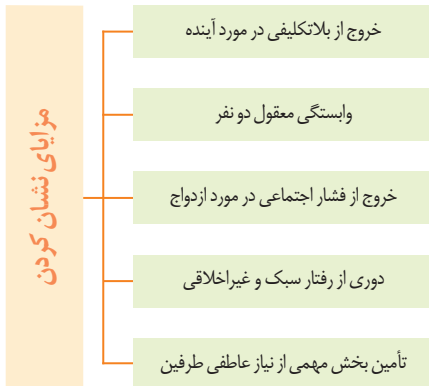 مزایای نشان کردن
خروج از بلاتکلیفی در مورد آینده
وابستگی معقول دو نفر
خروج از فشار اجتماعی در مورد ازدواج
دوری از رفتار سبک و غیراخلاقی
تأمین بخش مهمی از نیاز عاطفی طرفین